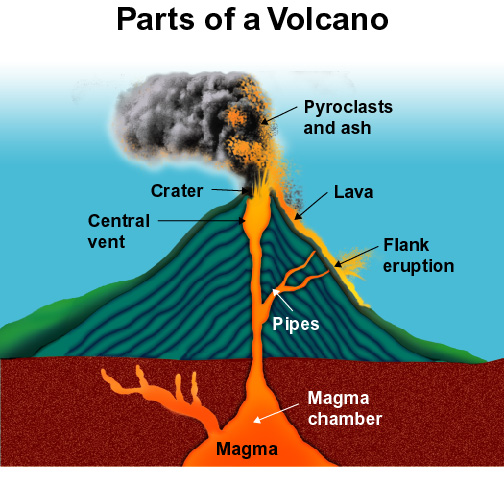 Parts of a Volcano
Pyroclasts
and ash
Crater
Lava
Central
vent
Flank
eruption
Pipes
Magma
chamber
Magma